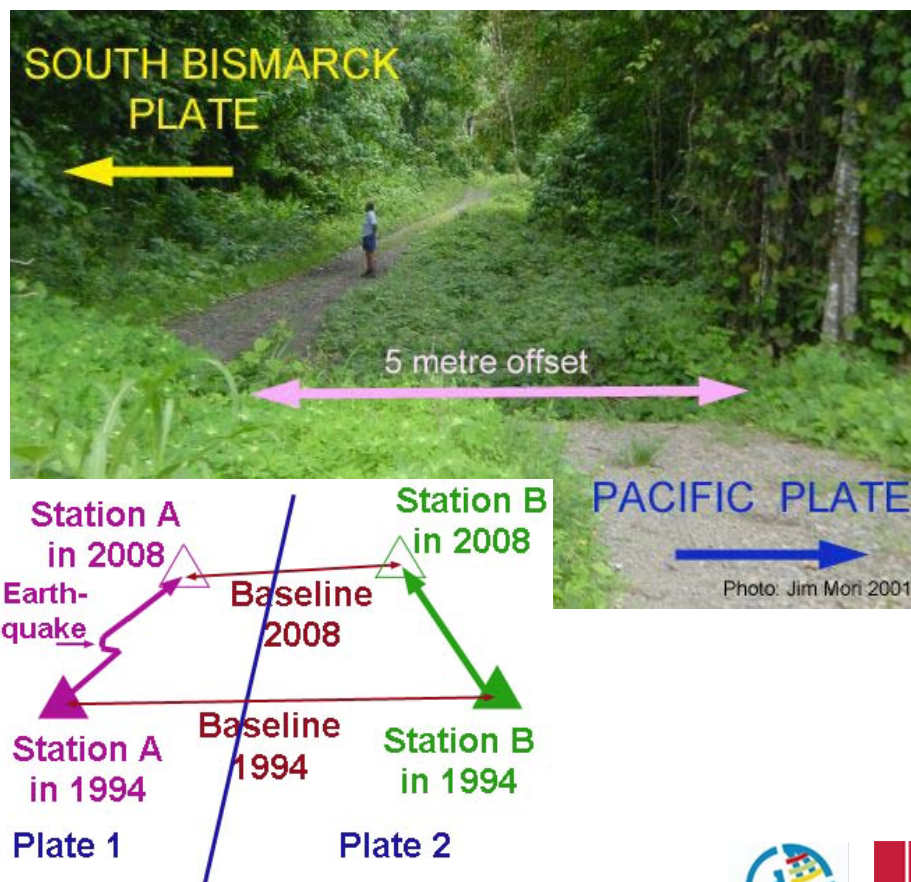 SOUTH BISMARCK
PLATE
5 metre offset
PACIFIC PLATE
Photo: Jim Mori 2001
Station A
in 2008
Station B
in 2008
Earth-
quake
Baseline
2008
Baseline
1994
Station A
in 1994
Station B
in 1994
Plate 1
Plate 2